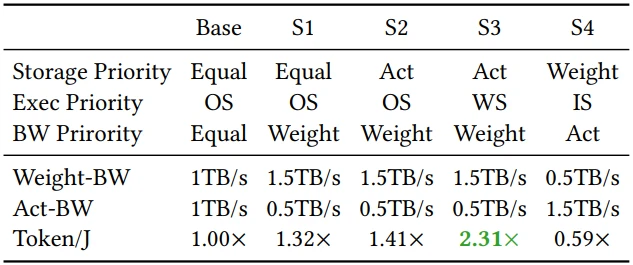 Base S1 S2 S3 S4
Storage Priority Equal Equal Act Act Weight
Exec Priority OS OS OS WS IS
BW Prirority Equal Weight Weight Weight Act
Weight-BW 1TB/s 1.5TB/s 1.5TB/s 1.5TB/s 0.5TB/s
Act-BW 1TB/s 0.5TB/s 0.5TB/s 0.5TB/s 1.5TB/s
Token/J 1.00× 1.32× 1.41× 2.31× 0.59×